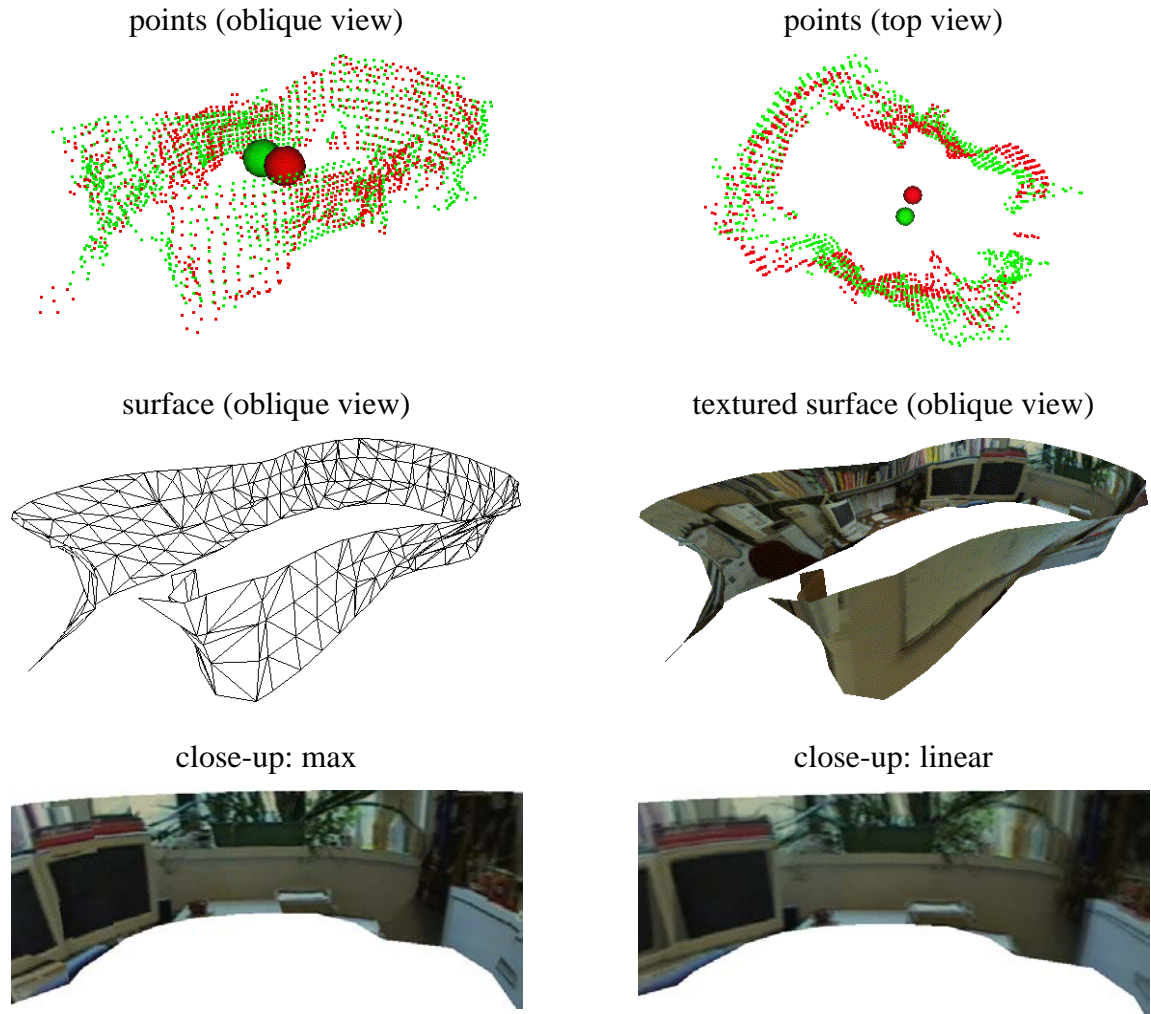 points (oblique view)
points (top view)
surface (oblique view)
textured surface (oblique view)
close-up: max
close-up: linear